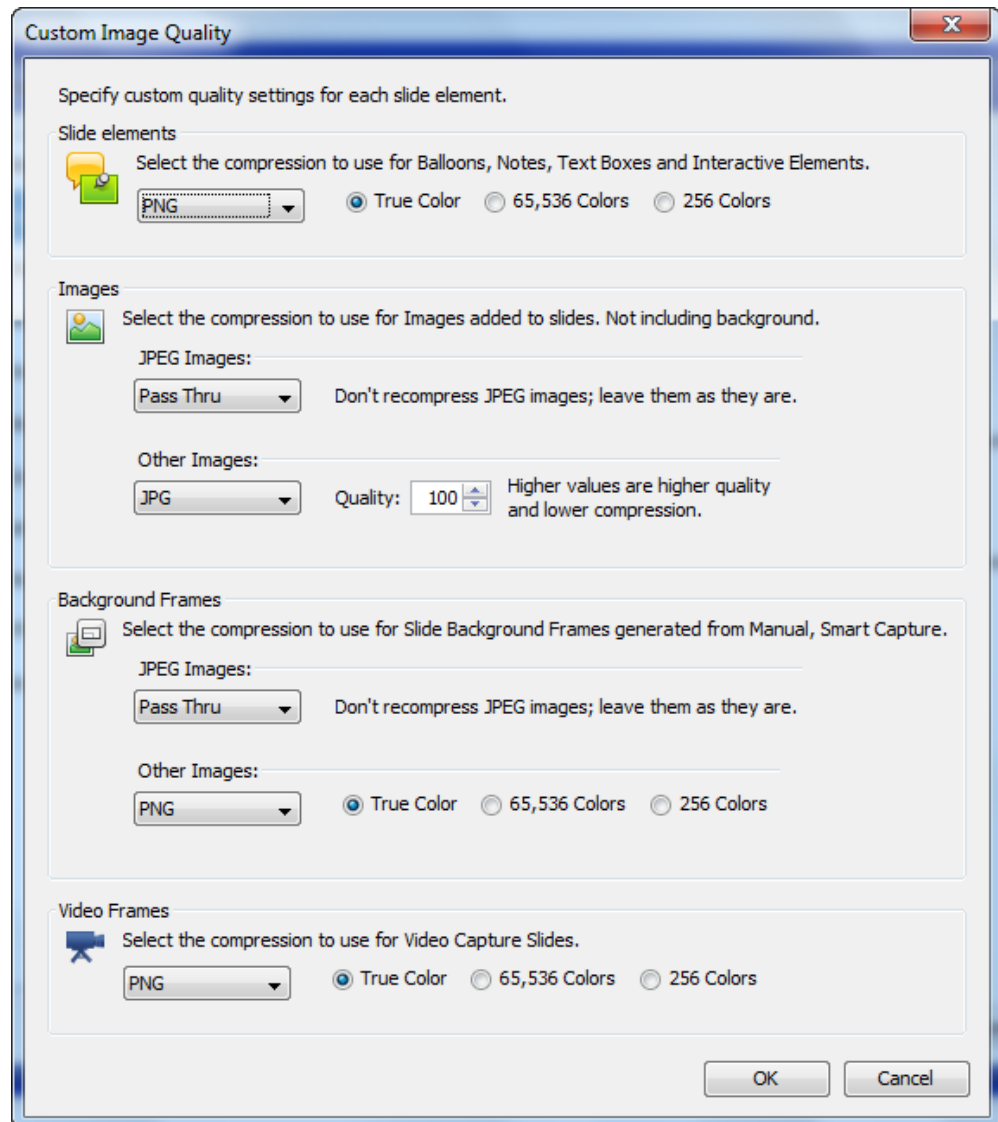 Custom Image Quality
Specify custom quality settings for each slide element.
Slide elements
Select the compression to use for Balloons, Notes, Text Boxes and Interactive Elements.
PNG True Color 65,536 Colors 256 Colors
Images
Select the compression to use for Images added to slides. Not including background.
JPEG Images:
Pass Thru Don't recompress JPEG images; leave them as they are.
Other Images:
JPG Quality: 100 Higher values are higher quality
and lower compression.
Background Frames
Select the compression to use for Slide Background Frames generated from Manual, Smart Capture.
JPEG Images:
Pass Thru Don't recompress JPEG images; leave them as they are.
Other Images:
PNG True Color 65,536 Colors 256 Colors
Video Frames
Select the compression to use for Video Capture Slides.
PNG True Color 65,536 Colors 256 Colors
OK Cancel